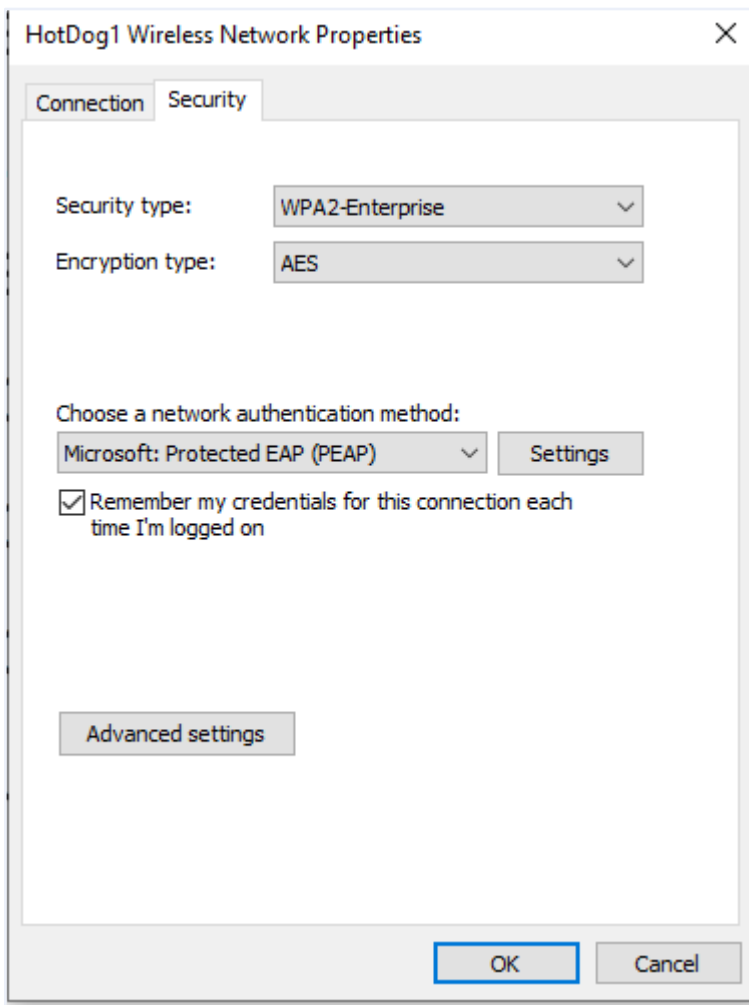 HotDog1 Wireless Network Properties
Connection Security
Security type: WPA2-Enterprise
Encryption type: AES
Choose a network authentication method:
Microsoft: Protected EAP (PEAP) Settings
Remember my credentials for this connection each
time I'm logged on
Advanced settings
OK Cancel